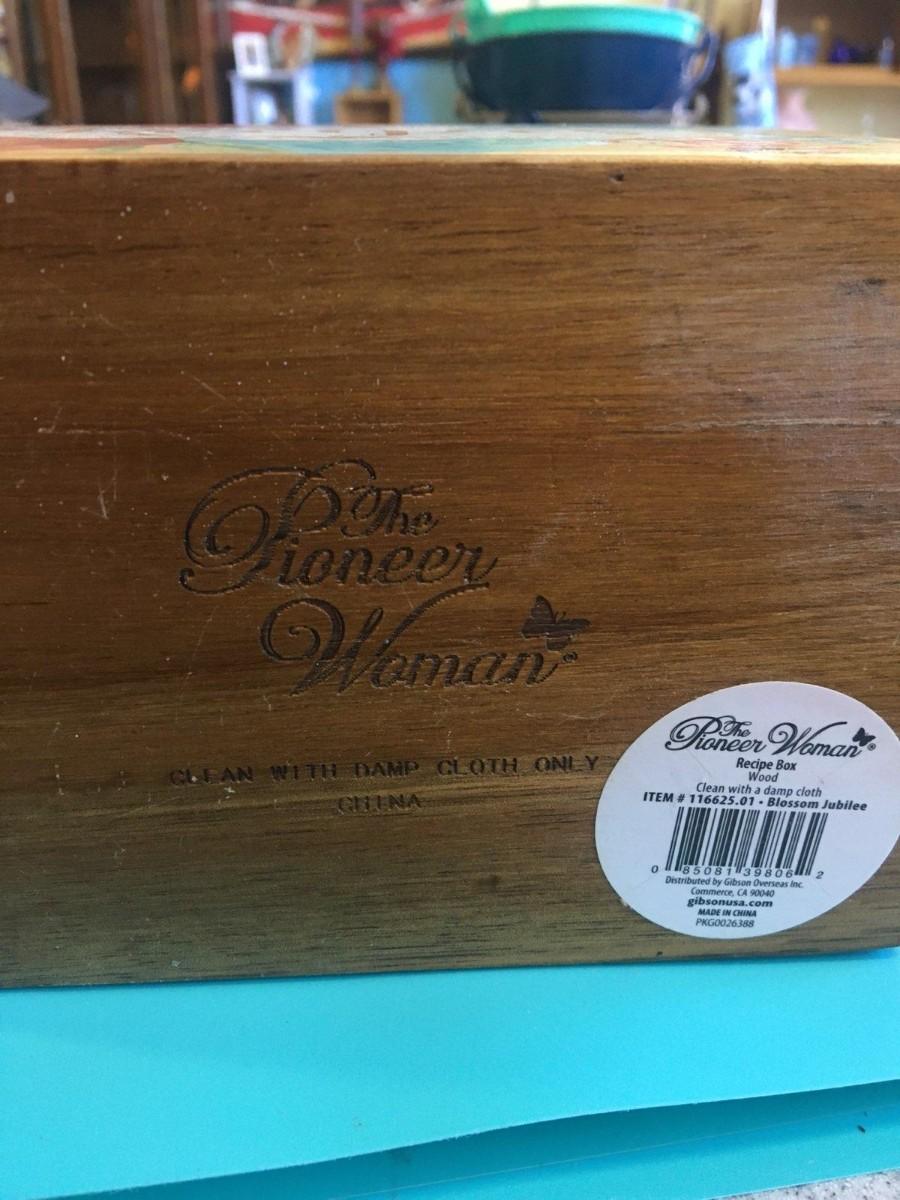 The
Pioneer
Woman®
CLEAN WITH DAMP CLOTH ONLY
CHINA
The
Pioneer Woman®
Recipe Box
Wood
Clean with a damp cloth
ITEM # 116625.01 • Blossom Jubilee
0 85081 39806 2
Distributed by Gibson Overseas Inc.
Commerce, CA 90040
gibsonusa.com
MADE IN CHINA
PKG0026388